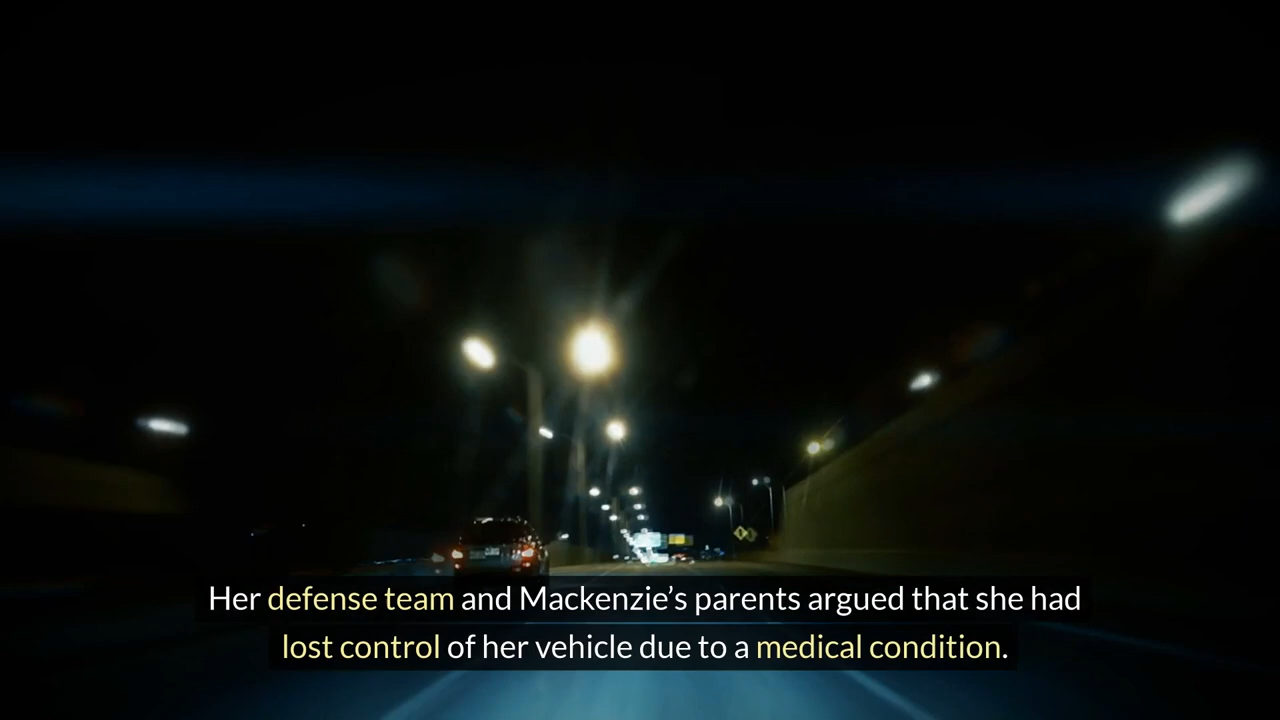 Her defense team and Mackenzie’s parents argued that she had
lost control of her vehicle due to a medical condition.